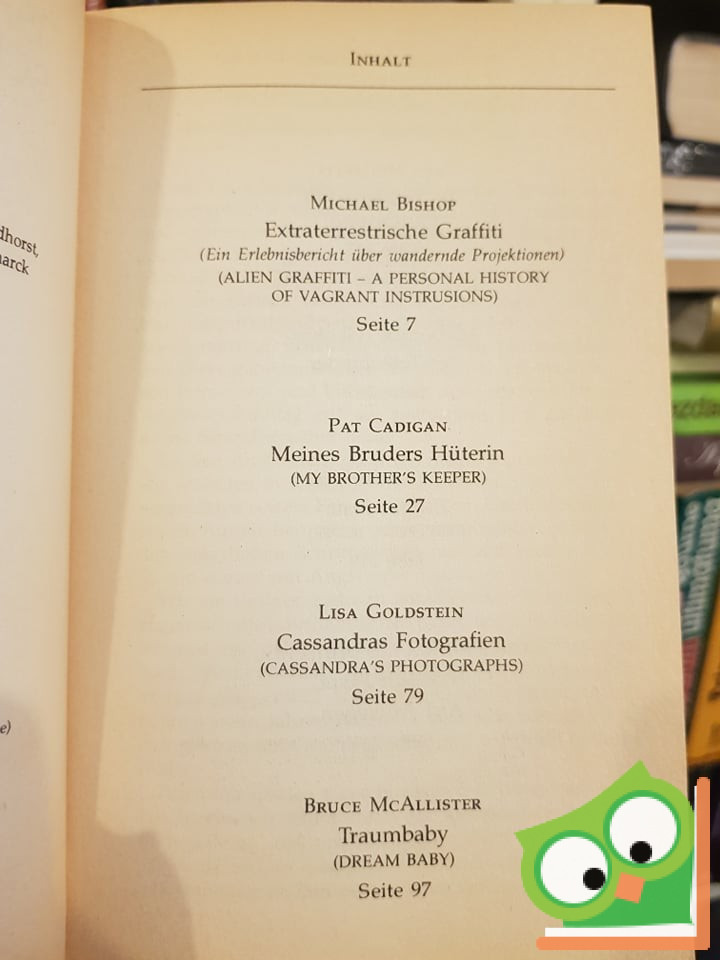 dhorst,
arck
e)
INHALT
MICHAEL BISHOP
Extraterrestrische Graffiti
(Ein Erlebnisbericht über wandernde Projektionen)
(ALIEN GRAFFITI – A PERSONAL HISTORY
OF VAGRANT INSTRUSIONS)
Seite 7
PAT CADIGAN
Meines Bruders Hüterin
(MY BROTHER'S KEEPER)
Seite 27
LISA GOLDSTEIN
Cassandras Fotografien
(CASSANDRA'S PHOTOGRAPHS)
Seite 79
BRUCE MCALLISTER
Traumbaby
(DREAM BABY)
Seite 97